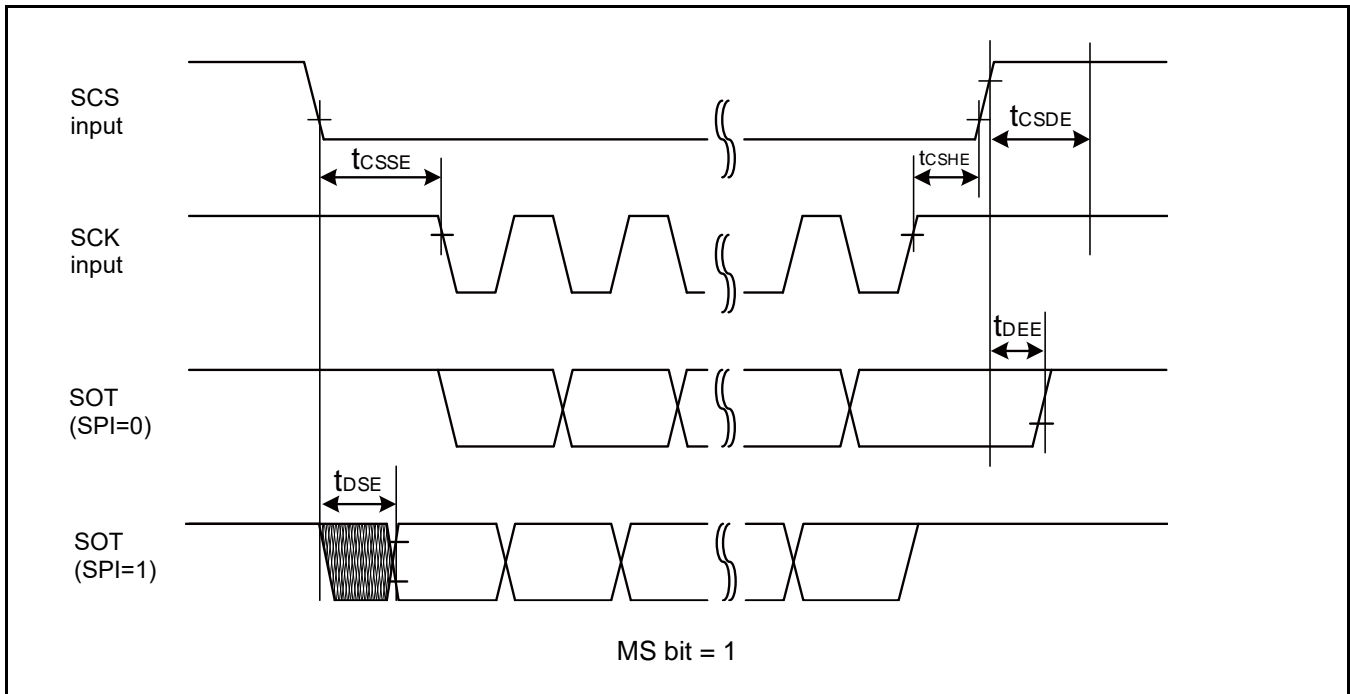 SCS
input
tCSDE
tCSSE
tCSHE
SCK
input
tDEE
SOT
(SPI=0)
tDSE
SOT
(SPI=1)
MS bit = 1